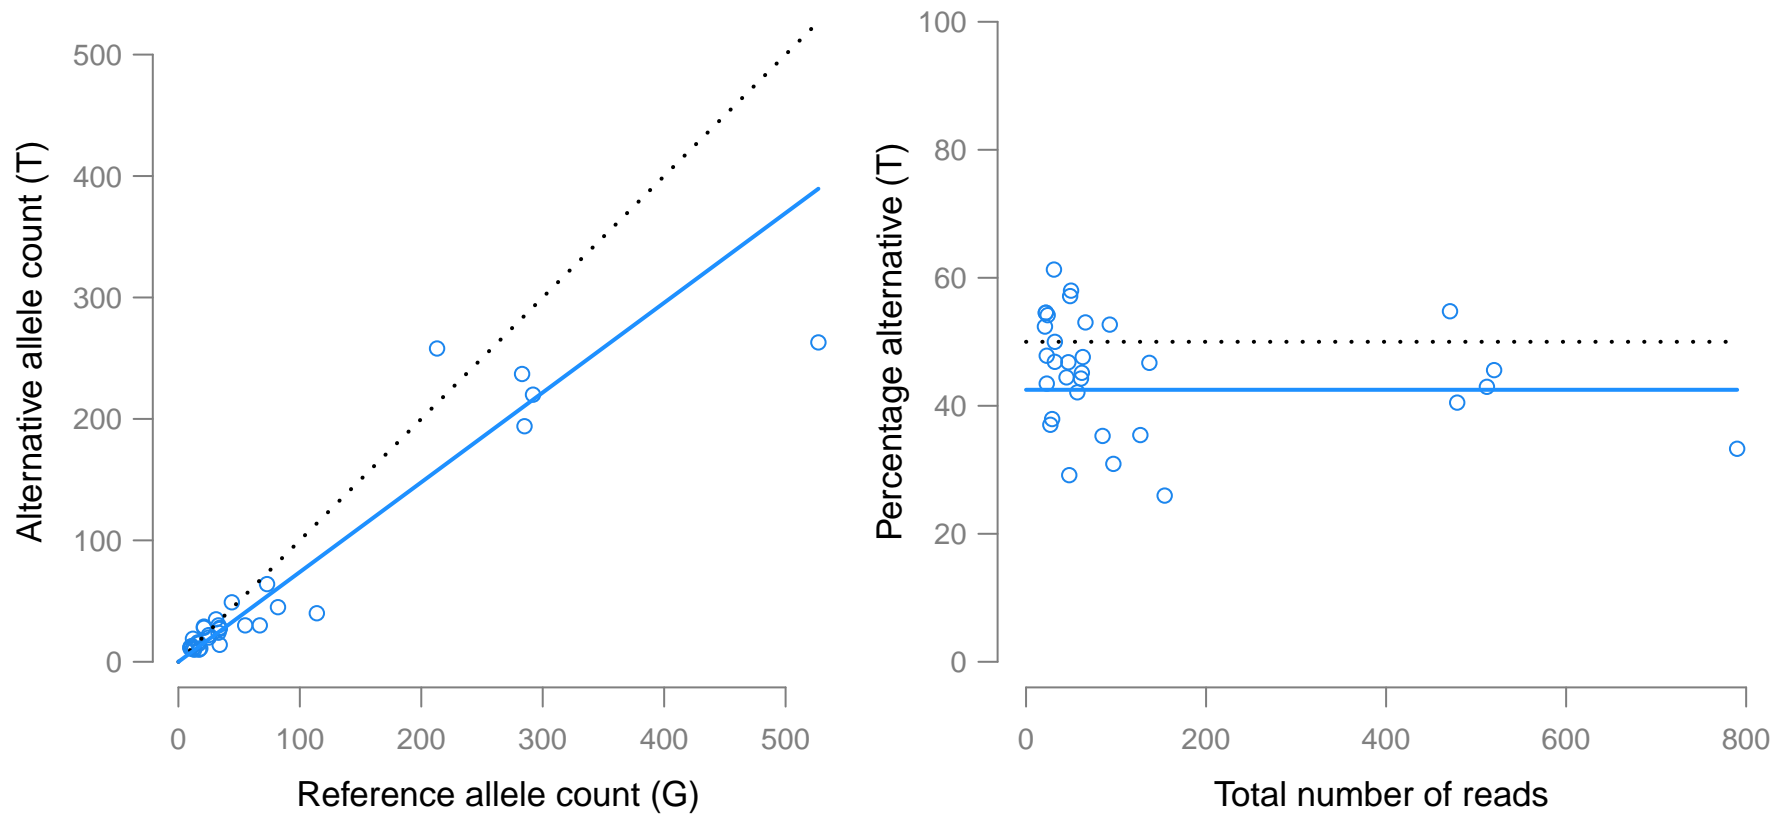 Alternative allele count (T)
500
400
300
200
100
0
0 100 200 300 400 500
Reference allele count (G)
Percentage alternative (T)
100
80
60
40
20
0
0 200 400 600 800
Total number of reads